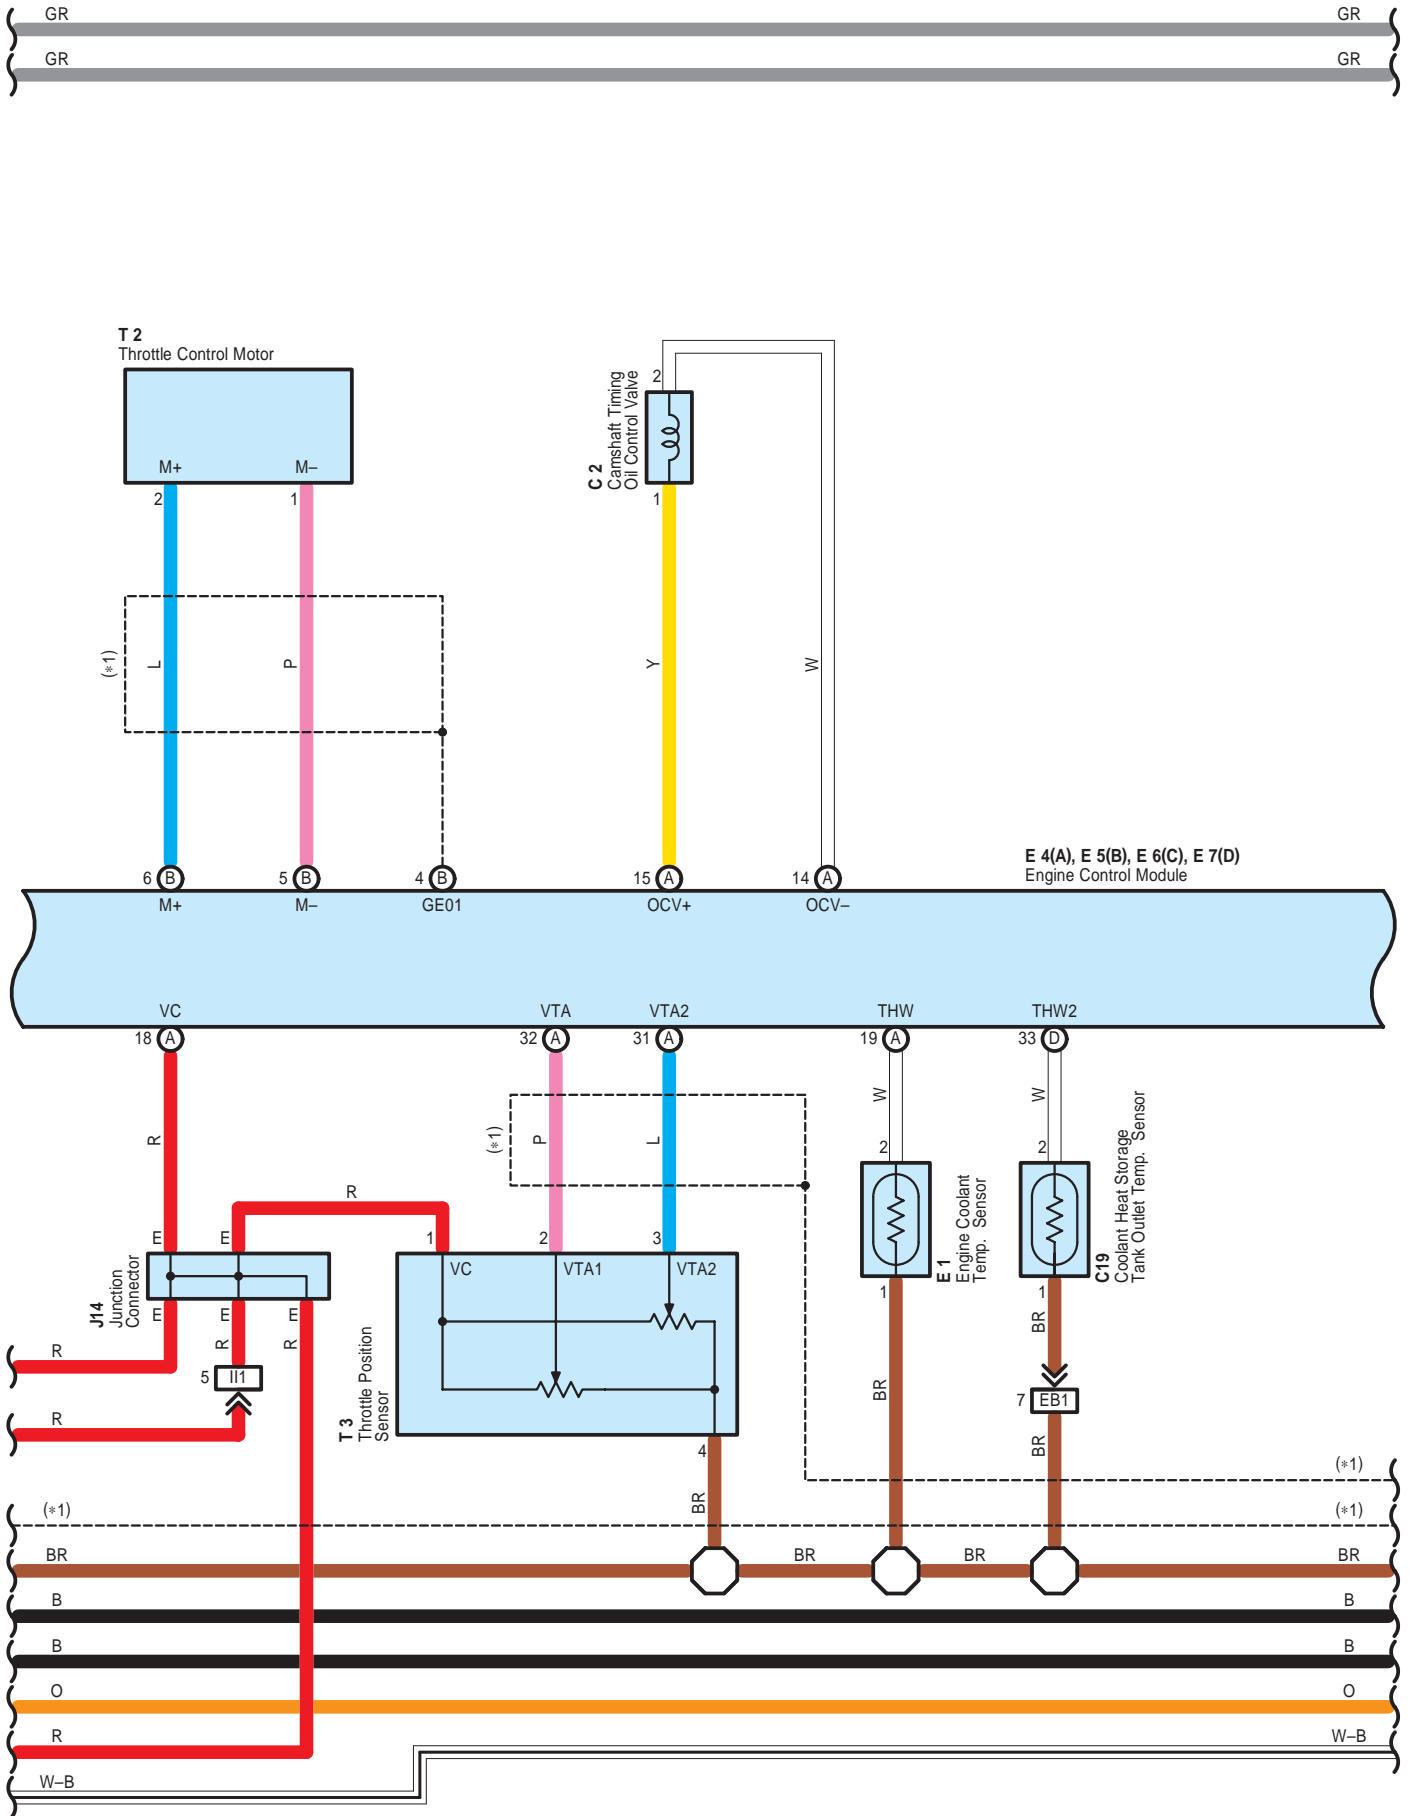 GR GR
GR GR
T 2
Throttle Control Motor
M+ M–
2 1
C 2
Camshaft Timing
Oil Control Valve
2
1
(∗1)
L
P
Y
W
E 4(A), E 5(B), E 6(C), E 7(D)
Engine Control Module
6 B 5 B 4 B 15 A 14 A
M+ M– GE01 OCV+ OCV–
VC VTA VTA2 THW THW2
18 A 32 A 31 A 19 A 33 D
R
(∗1)
P
L
W
W
2 2
R
E E
1 2 3
VC VTA1 VTA2
E 1
Engine Coolant
Temp. Sensor
C19
Coolant Heat Storage
Tank Outlet Temp. Sensor
1 1
J14
Junction
Connector
E E E
R
R
R
5 II1
R
T 3
Throttle Position
Sensor
4
BR
BR
BR
7 EB1
BR
(∗1)
(∗1) (∗1)
BR BR BR BR
B B
B B
O O
R W–B
W–B